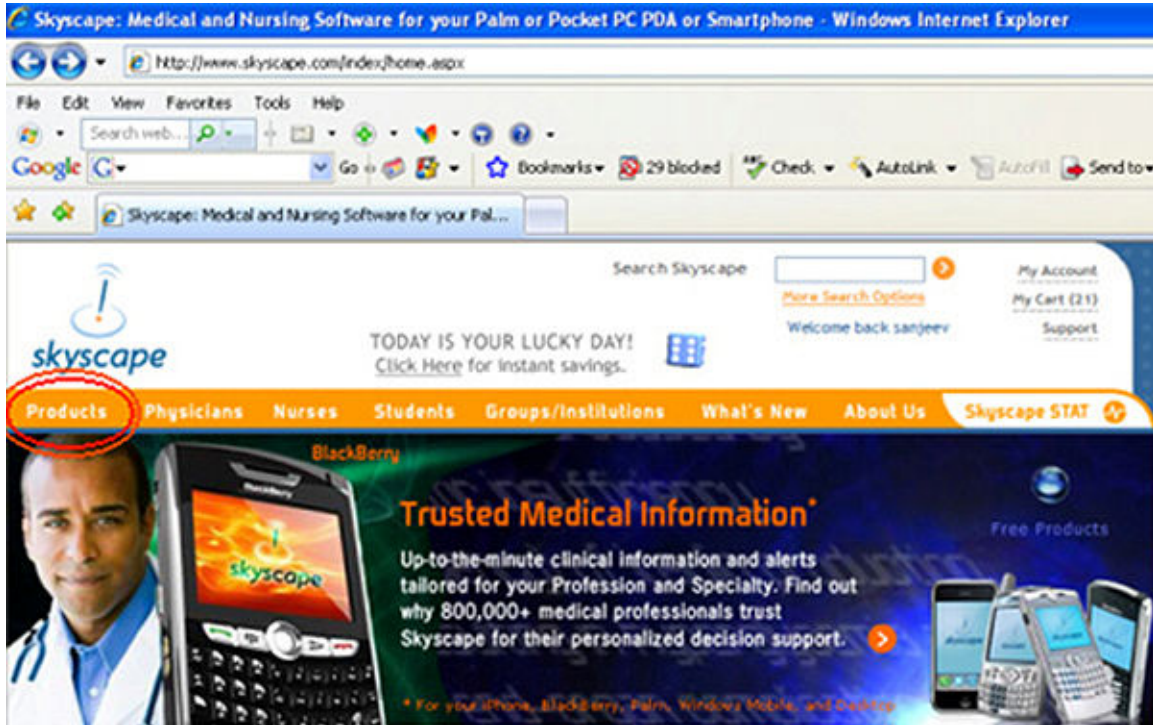 Skyscape: Medical and Nursing Software for your Palm or Pocket PC PDA or Smartphone - Windows Internet Explorer
http://www.skyscape.com/index/home.aspx
File Edit View Favorites Tools Help
Search web...
Google G Go Bookmarks 29 blocked Check AutoLink AutoFill Send to
Skyscape: Medical and Nursing Software for your Pal...
Search Skyscape My Account
More Search Options My Cart (21)
Welcome back sanjeev Support
skyscape
TODAY IS YOUR LUCKY DAY!
Click Here for instant savings.
Products Physicians Nurses Students Groups/Institutions What's New About Us Skyscape STAT
BlackBerry
BlackBerry
skyscape
Trusted Medical Information*
Free Products
Up-to-the-minute clinical information and alerts
tailored for your Profession and Specialty. Find out
why 800,000+ medical professionals trust
Skyscape for their personalized decision support.
* For your iPhone, BlackBerry, Palm, Windows Mobile, and Desktop